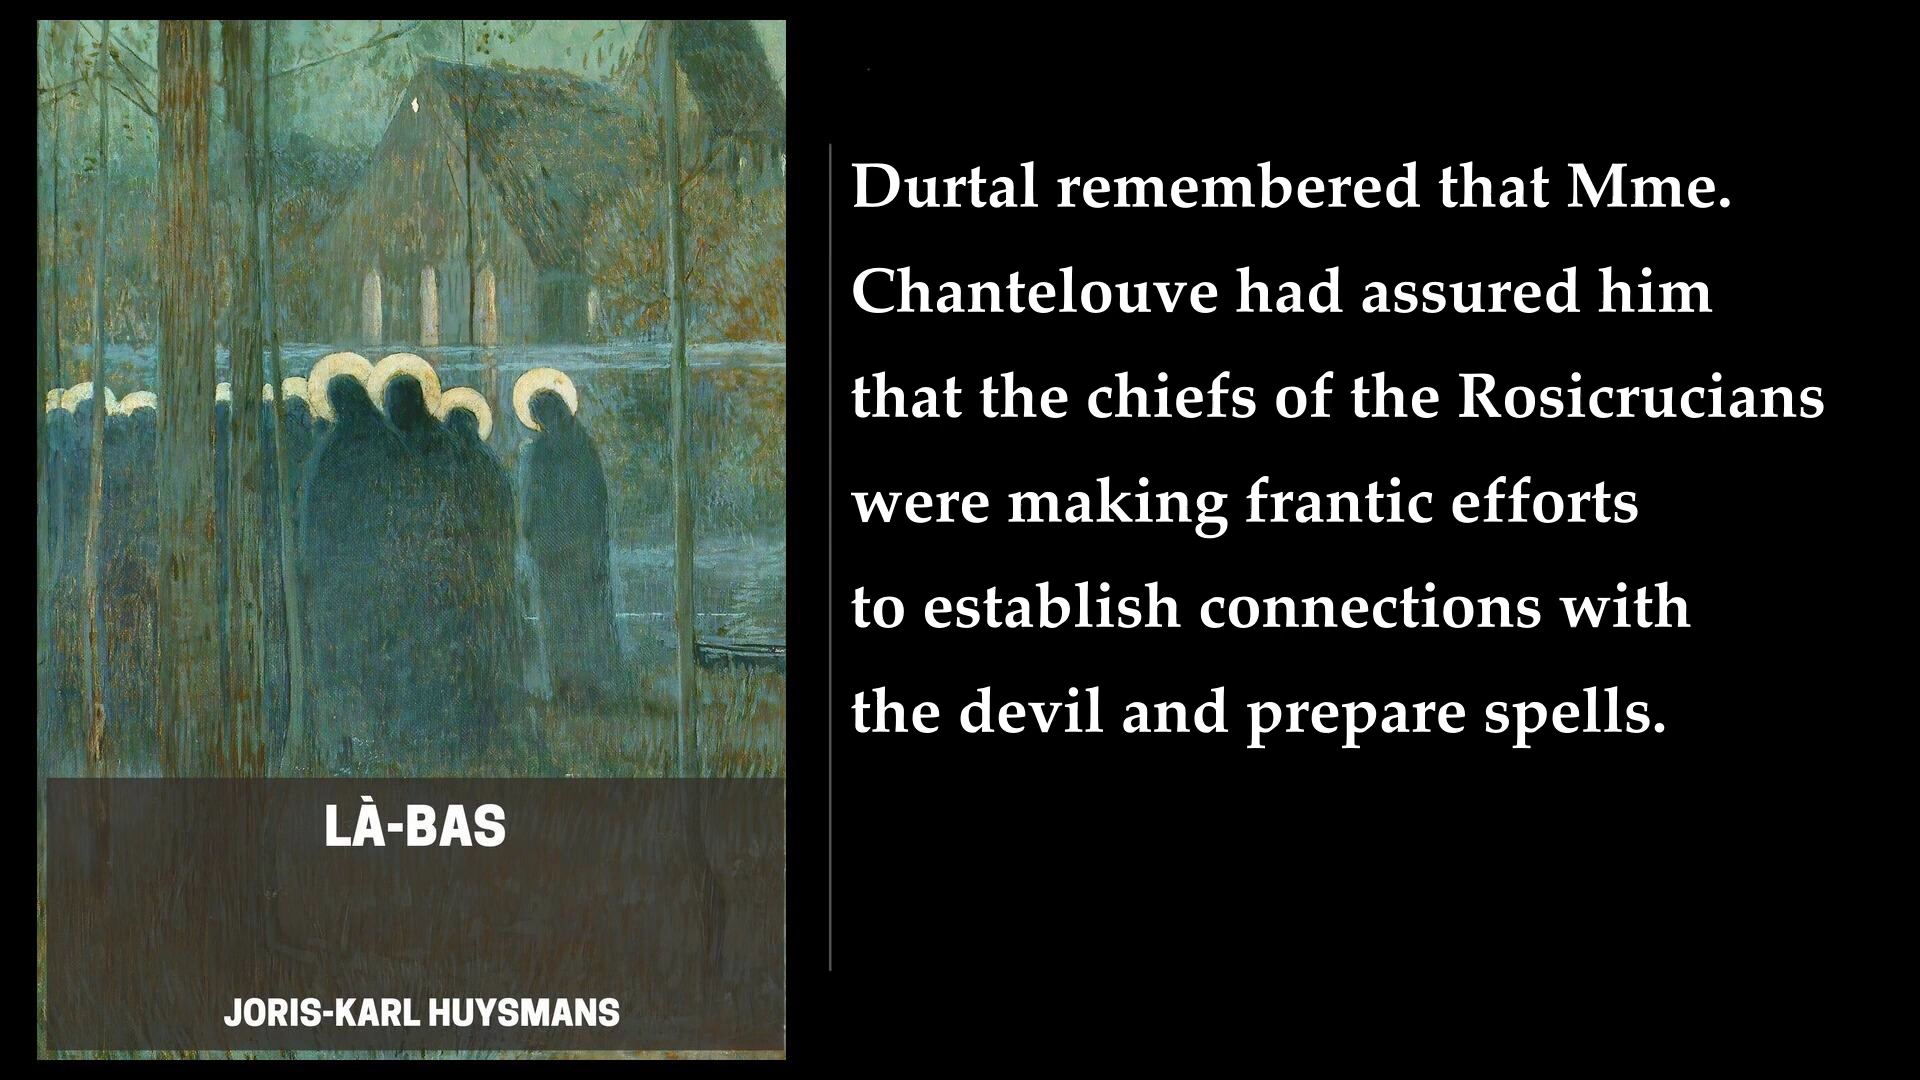 LÀ-BAS
JORIS-KARL HUYSMANS
Durtal remembered that Mme.
Chantelouve had assured him
that the chiefs of the Rosicrucians
were making frantic efforts
to establish connections with
the devil and prepare spells.